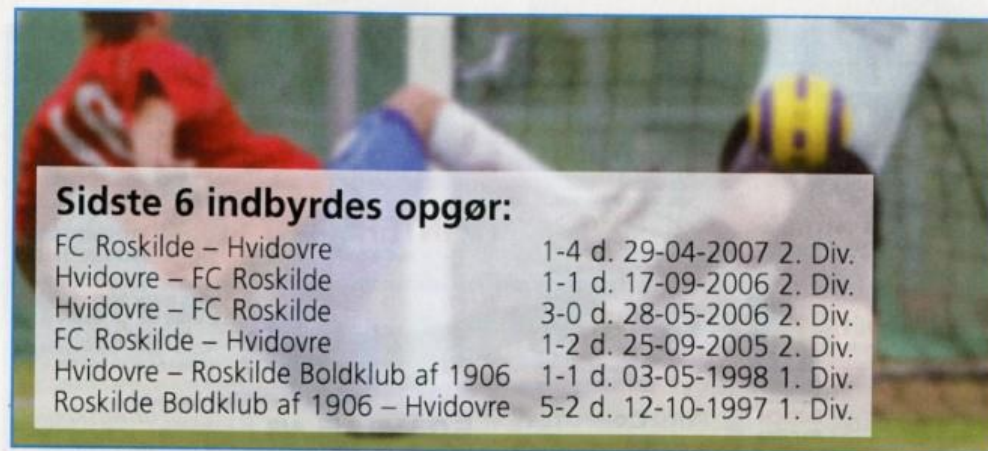 Sidste 6 indbyrdes opgør:
FC Roskilde – Hvidovre 1-4 d. 29-04-2007 2. Div.
Hvidovre – FC Roskilde 1-1 d. 17-09-2006 2. Div.
Hvidovre – FC Roskilde 3-0 d. 28-05-2006 2. Div.
FC Roskilde – Hvidovre 1-2 d. 25-09-2005 2. Div.
Hvidovre – Roskilde Boldklub af 1906 1-1 d. 03-05-1998 1. Div.
Roskilde Boldklub af 1906 – Hvidovre 5-2 d. 12-10-1997 1. Div.